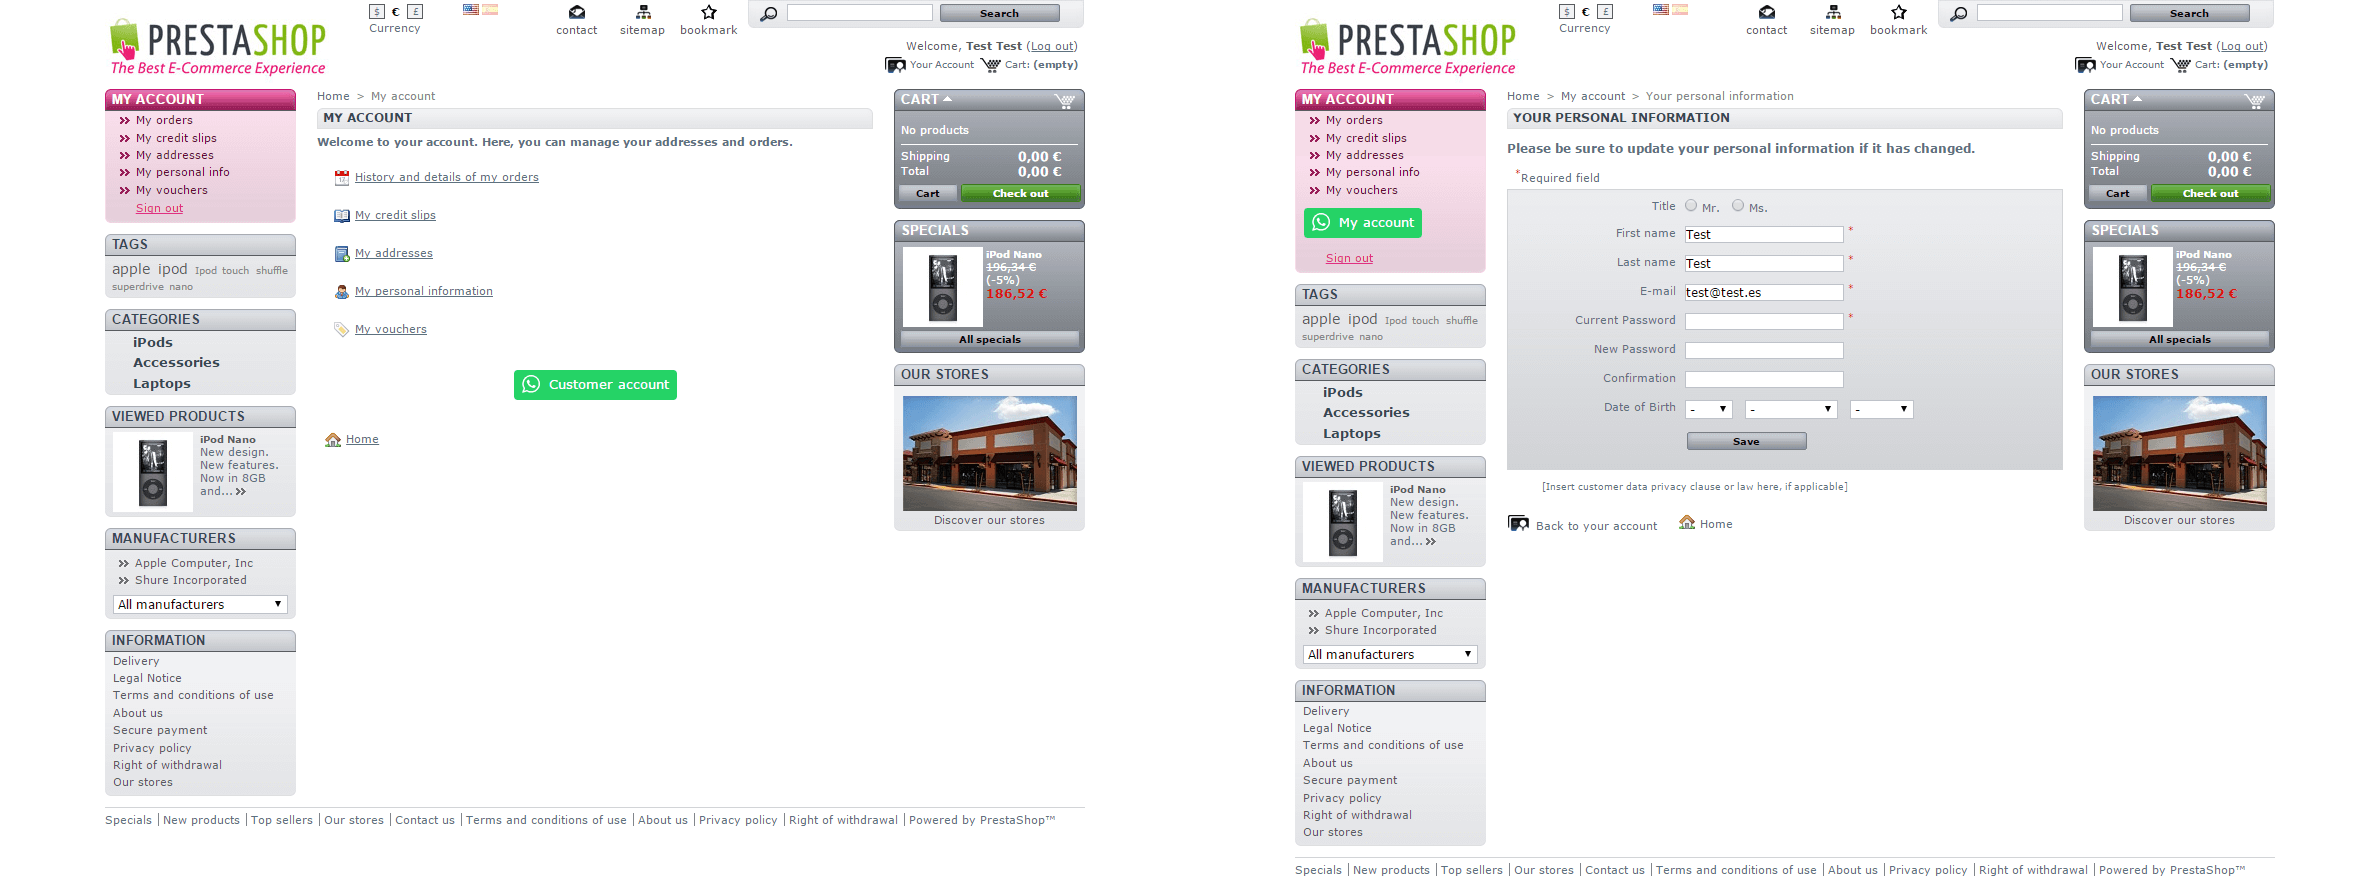 PRESTASHOP
The Best E-Commerce Experience
$ € £
Currency
contact
sitemap
bookmark
Search
Welcome, Test Test (Log out)
Your Account Cart: (empty)
MY ACCOUNT
My orders
My credit slips
My addresses
My personal info
My vouchers
Sign out
TAGS
apple ipod Ipod touch shuffle
superdrive nano
CATEGORIES
iPods
Accessories
Laptops
VIEWED PRODUCTS
iPod Nano
New design.
New features.
Now in 8GB
and...
MANUFACTURERS
Apple Computer, Inc
Shure Incorporated
All manufacturers
INFORMATION
Delivery
Legal Notice
Terms and conditions of use
About us
Secure payment
Privacy policy
Right of withdrawal
Our stores
Home > My account
MY ACCOUNT
Welcome to your account. Here, you can manage your addresses and orders.
History and details of my orders
My credit slips
My addresses
My personal information
My vouchers
Customer account
Home
CART
No products
Shipping 0,00 €
Total 0,00 €
Cart Check out
SPECIALS
iPod Nano
196,34 €
(-5%)
186,52 €
All specials
OUR STORES
Discover our stores
Specials | New products | Top sellers | Our stores | Contact us | Terms and conditions of use | About us | Privacy policy | Right of withdrawal | Powered by PrestaShop™
PRESTASHOP
The Best E-Commerce Experience
$ € £
Currency
contact
sitemap
bookmark
Search
Welcome, Test Test (Log out)
Your Account Cart: (empty)
MY ACCOUNT
My orders
My credit slips
My addresses
My personal info
My vouchers
My account
Sign out
TAGS
apple ipod Ipod touch shuffle
superdrive nano
CATEGORIES
iPods
Accessories
Laptops
VIEWED PRODUCTS
iPod Nano
New design.
New features.
Now in 8GB
and...
MANUFACTURERS
Apple Computer, Inc
Shure Incorporated
All manufacturers
INFORMATION
Delivery
Legal Notice
Terms and conditions of use
About us
Secure payment
Privacy policy
Right of withdrawal
Our stores
Home > My account > Your personal information
YOUR PERSONAL INFORMATION
Please be sure to update your personal information if it has changed.
*Required field
Title Mr. Ms.
First name Test *
Last name Test *
E-mail test@test.es *
Current Password *
New Password
Confirmation
Date of Birth - - -
Save
[Insert customer data privacy clause or law here, if applicable]
Back to your account Home
CART
No products
Shipping 0,00 €
Total 0,00 €
Cart Check out
SPECIALS
iPod Nano
196,34 €
(-5%)
186,52 €
All specials
OUR STORES
Discover our stores
Specials | New products | Top sellers | Our stores | Contact us | Terms and conditions of use | About us | Privacy policy | Right of withdrawal | Powered by PrestaShop™